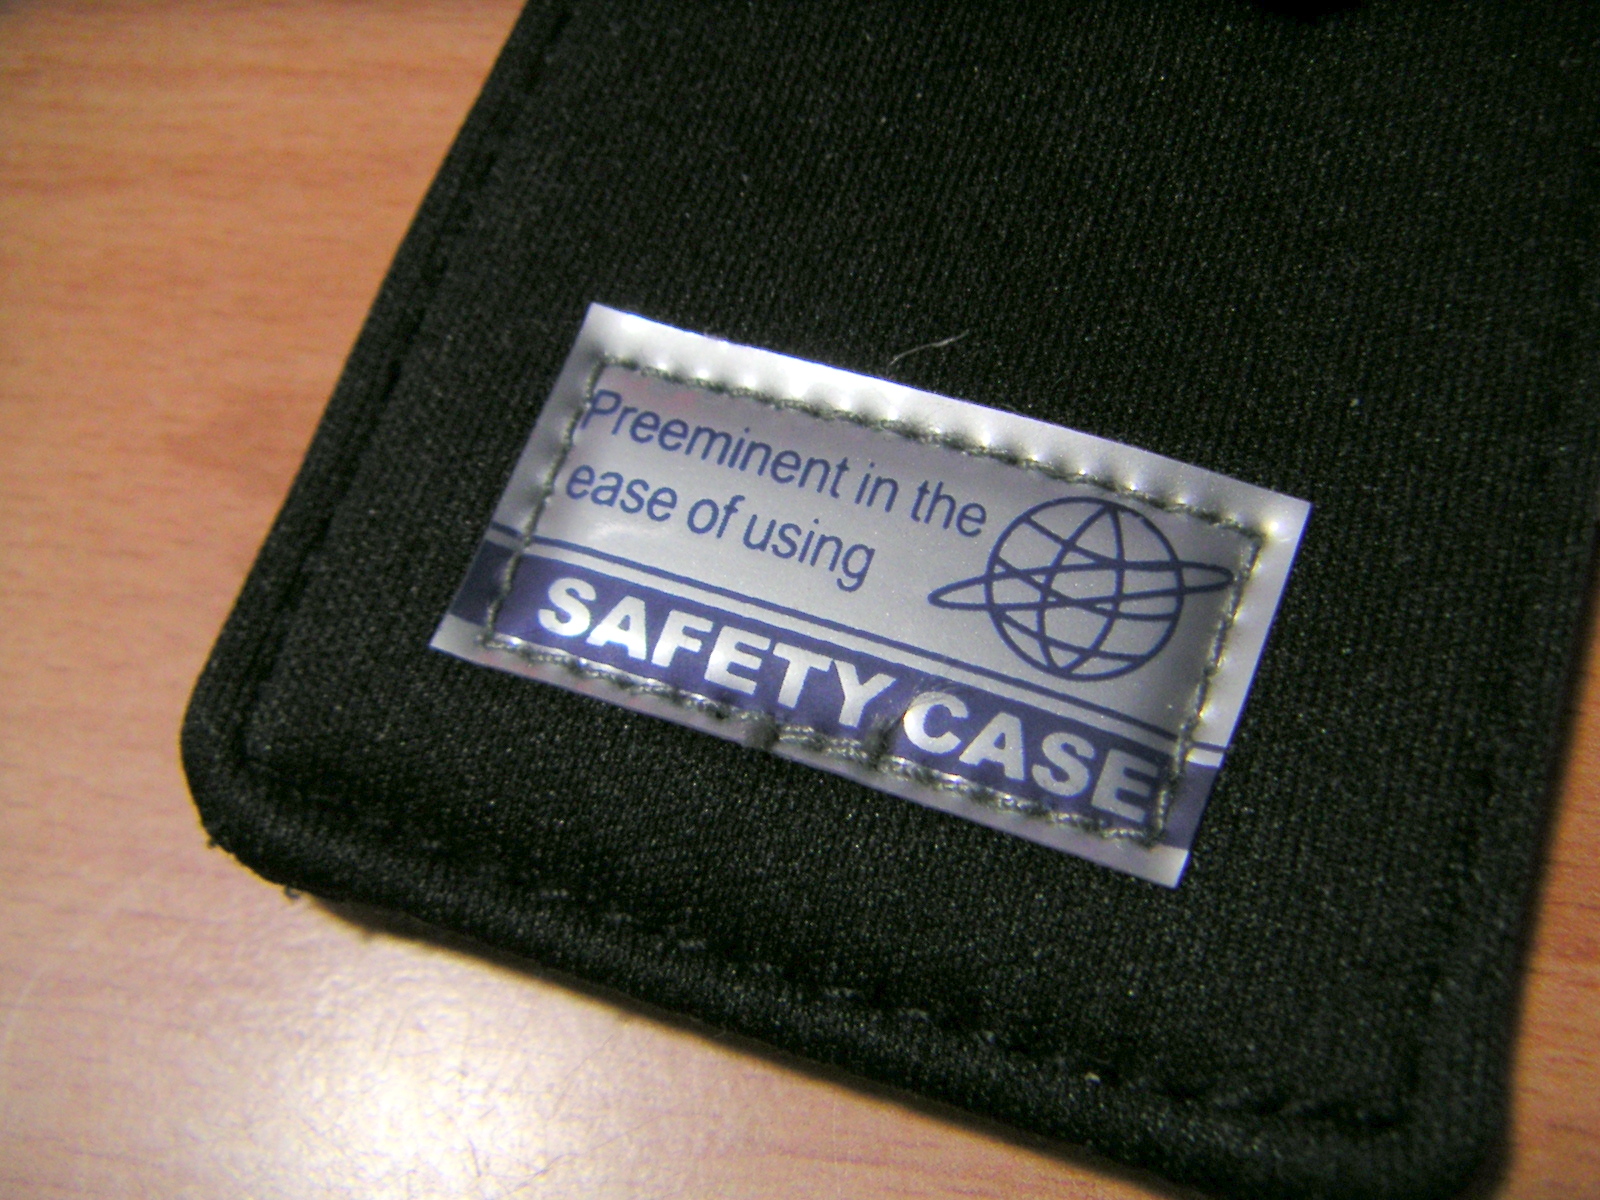 Preeminent in the
ease of using
SAFETY CASE